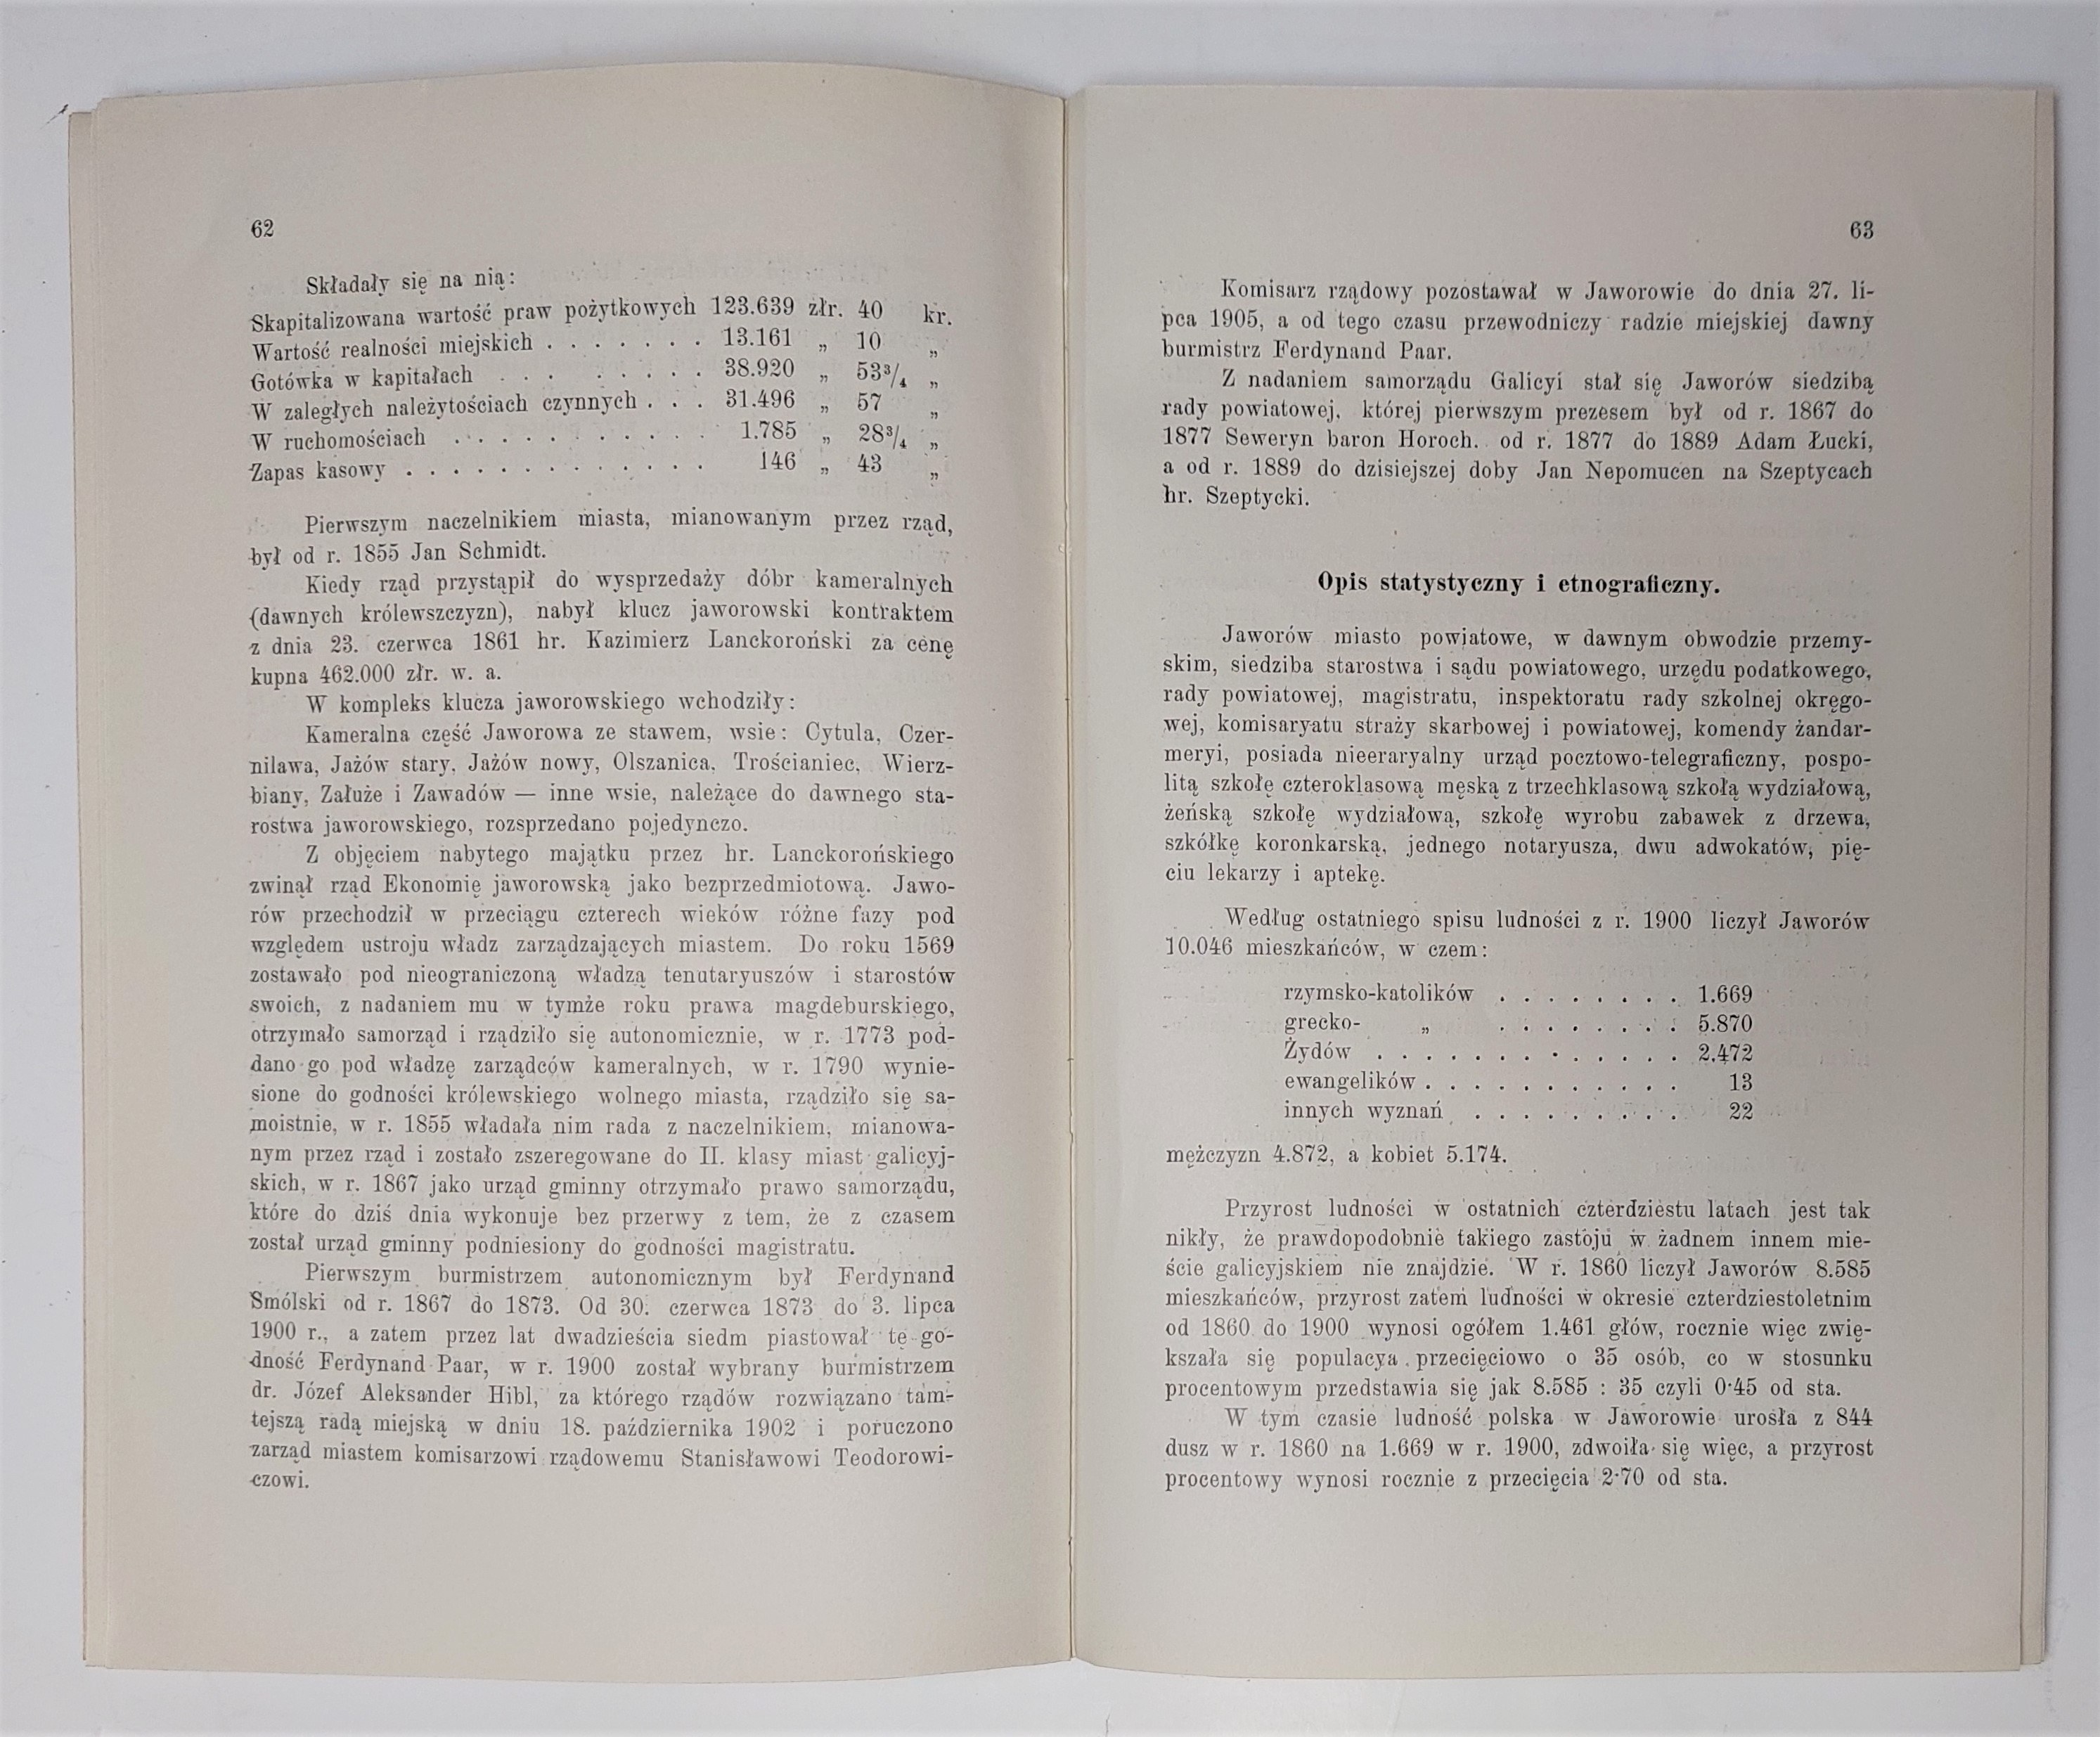 62
Składały się na nią:
Skapitalizowana wartość praw pożytkowych 123.639 złr. 40 kr.
Wartość realności miejskich . . . . . . . 13.161 „ 10 „
Gotówka w kapitałach . . . . . . . . 38.920 „ 53³/₄ „
W zaległych należytościach czynnych . . . 31.496 „ 57 „
W ruchomościach . . . . . . . . . . . 1.785 „ 28³/₄ „
Zapas kasowy . . . . . . . . . . . . . 146 „ 43 „
Pierwszym naczelnikiem miasta, mianowanym przez rząd,
był od r. 1855 Jan Schmidt.
Kiedy rząd przystąpił do wysprzedaży dóbr kameralnych
(dawnych królewszczyzn), nabył klucz jaworowski kontraktem
z dnia 23. czerwca 1861 hr. Kazimierz Lanckoroński za cenę
kupna 462.000 złr. w. a.
W kompleks klucza jaworowskiego wchodziły:
Kameralna część Jaworowa ze stawem, wsie: Cytula, Czer-
nilawa, Jażów stary, Jażów nowy, Olszanica, Trościaniec, Wierz-
biany, Załuże i Zawadów — inne wsie, należące do dawnego sta-
rostwa jaworowskiego, rozsprzedano pojedynczo.
Z objęciem nabytego majątku przez hr. Lanckorońskiego
zwinął rząd Ekonomię jaworowską jako bezprzedmiotową. Jawo-
rów przechodził w przeciągu czterech wieków różne fazy pod
względem ustroju władz zarządzających miastem. Do roku 1569
zostawało pod nieograniczoną władzą tenutaryuszów i starostów
swoich, z nadaniem mu w tymże roku prawa magdeburskiego,
otrzymało samorząd i rządziło się autonomicznie, w r. 1773 pod-
dano go pod władzę zarządców kameralnych, w r. 1790 wynie-
sione do godności królewskiego wolnego miasta, rządziło się sa-
moistnie, w r. 1855 władała nim rada z naczelnikiem, mianowa-
nym przez rząd i zostało zszeregowane do II. klasy miast galicyj-
skich, w r. 1867 jako urząd gminny otrzymało prawo samorządu,
które do dziś dnia wykonuje bez przerwy z tem, że z czasem
został urząd gminny podniesiony do godności magistratu.
Pierwszym burmistrzem autonomicznym był Ferdynand
Smólski od r. 1867 do 1873. Od 30. czerwca 1873 do 3. lipca
1900 r., a zatem przez lat dwadzieścia siedm piastował tę go-
dność Ferdynand Paar, w r. 1900 został wybrany burmistrzem
dr. Józef Aleksander Hibl, za którego rządów rozwiązano tam-
tejszą radą miejską w dniu 18. października 1902 i poruczono
zarząd miastem komisarzowi rządowemu Stanisławowi Teodorowi-
czowi.
63
Komisarz rządowy pozostawał w Jaworowie do dnia 27. li-
pca 1905, a od tego czasu przewodniczy radzie miejskiej dawny
burmistrz Ferdynand Paar.
Z nadaniem samorządu Galicyi stał się Jaworów siedzibą
rady powiatowej, której pierwszym prezesem był od r. 1867 do
1877 Seweryn baron Horoch. od r. 1877 do 1889 Adam Łucki,
a od r. 1889 do dzisiejszej doby Jan Nepomucen na Szeptycach
hr. Szeptycki.
Opis statystyczny i etnograficzny.
Jaworów miasto powiatowe, w dawnym obwodzie przemy-
skim, siedziba starostwa i sądu powiatowego, urzędu podatkowego,
rady powiatowej, magistratu, inspektoratu rady szkolnej okręgo-
wej, komisaryatu straży skarbowej i powiatowej, komendy żandar-
meryi, posiada nieeraryalny urząd pocztowo-telegraficzny, pospo-
litą szkołę czteroklasową męską z trzechklasową szkołą wydziałową,
żeńską szkołę wydziałową, szkołę wyrobu zabawek z drzewa,
szkółkę koronkarską, jednego notaryusza, dwu adwokatów, pię-
ciu lekarzy i aptekę.
Według ostatniego spisu ludności z r. 1900 liczył Jaworów
10.046 mieszkańców, w czem:
rzymsko-katolików . . . . . . . . 1.669
grecko- „ . . . . . . . . 5.870
Żydów . . . . . . . . . . . . . 2.472
ewangelików . . . . . . . . . . . 13
innych wyznań . . . . . . . . . 22
mężczyzn 4.872, a kobiet 5.174.
Przyrost ludności w ostatnich czterdziestu latach jest tak
nikły, że prawdopodobnie takiego zastoju w żadnem innem mie-
ście galicyjskiem nie znajdzie. W r. 1860 liczył Jaworów 8.585
mieszkańców, przyrost zatem ludności w okresie czterdziestoletnim
od 1860 do 1900 wynosi ogółem 1.461 głów, rocznie więc zwię-
kszała się populacya przecięciowo o 35 osób, co w stosunku
procentowym przedstawia się jak 8.585 : 35 czyli 0·45 od sta.
W tym czasie ludność polska w Jaworowie urosła z 844
dusz w r. 1860 na 1.669 w r. 1900, zdwoiła się więc, a przyrost
procentowy wynosi rocznie z przecięcia 2·70 od sta.